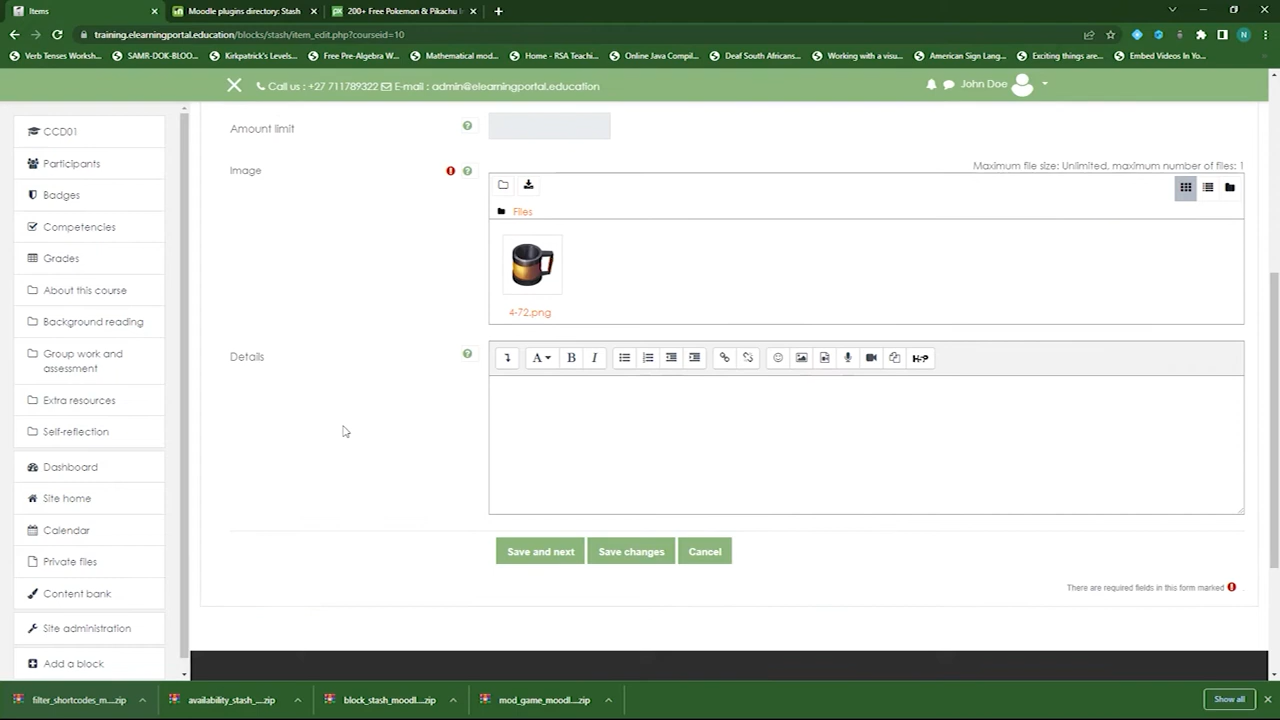 Items
Moodle plugins directory: Stash
200+ Free Pokemon & Pikachu
training.elearningportal.education/blocks/stash/item_edit.php?courseid=10
N
Verb Tenses Worksh...
SAMR-DOK-BLOO...
Kirkpatrick's Levels...
Free Pre-Algebra W...
Mathematical mod...
Home - RSA Teachi...
Online Java Compil...
Deaf South Africans...
Working with a visu...
American Sign Lang...
Exciting things are...
Embed Videos In Yo...
Call us : +27 711789322 E-mail : admin@elearningportal.education
John Doe
CCD01
Participants
Badges
Competencies
Grades
About this course
Background reading
Group work and
assessment
Extra resources
Self-reflection
Dashboard
Site home
Calendar
Private files
Content bank
Site administration
Add a block
Amount limit
Image
Maximum file size: Unlimited, maximum number of files: 1
Files
4-72.png
Details
A
B
I
H-P
Save and next
Save changes
Cancel
There are required fields in this form marked
filter_shortcodes_m....zip
availability_stash_....zip
block_stash_moodl....zip
mod_game_moodl....zip
Show all